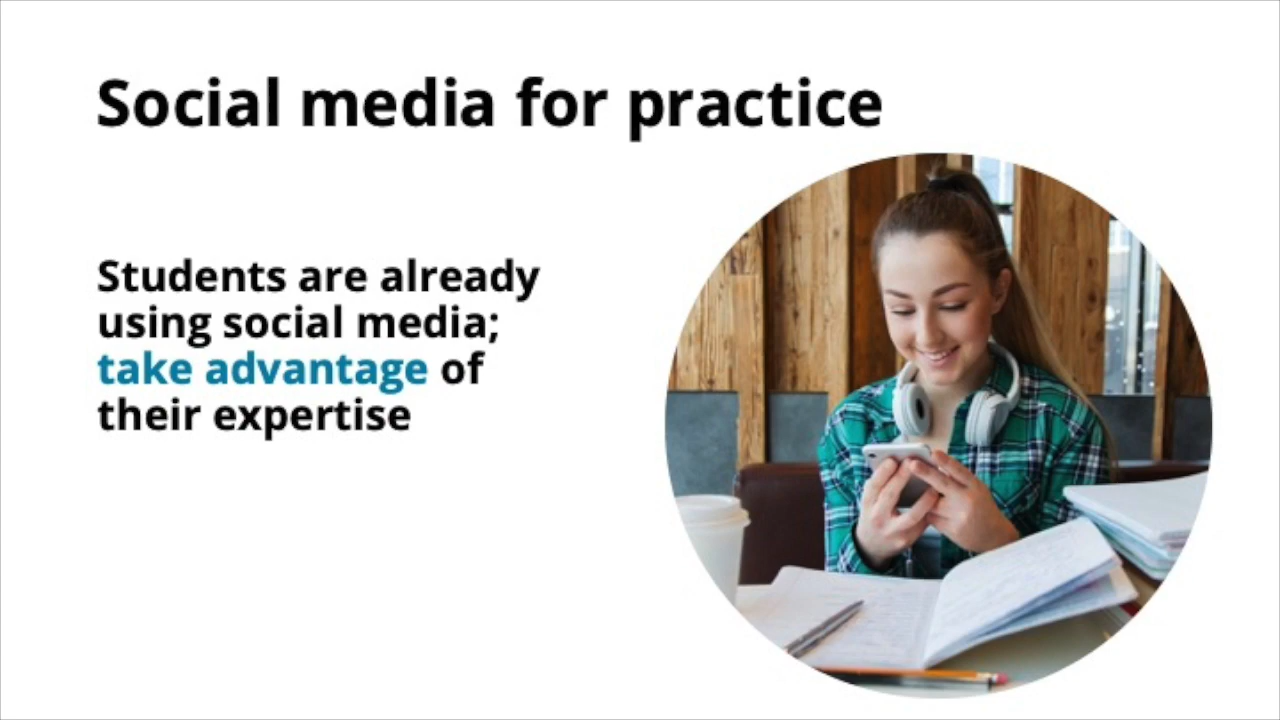 Social media for practice
Students are already
using social media;
take advantage of
their expertise